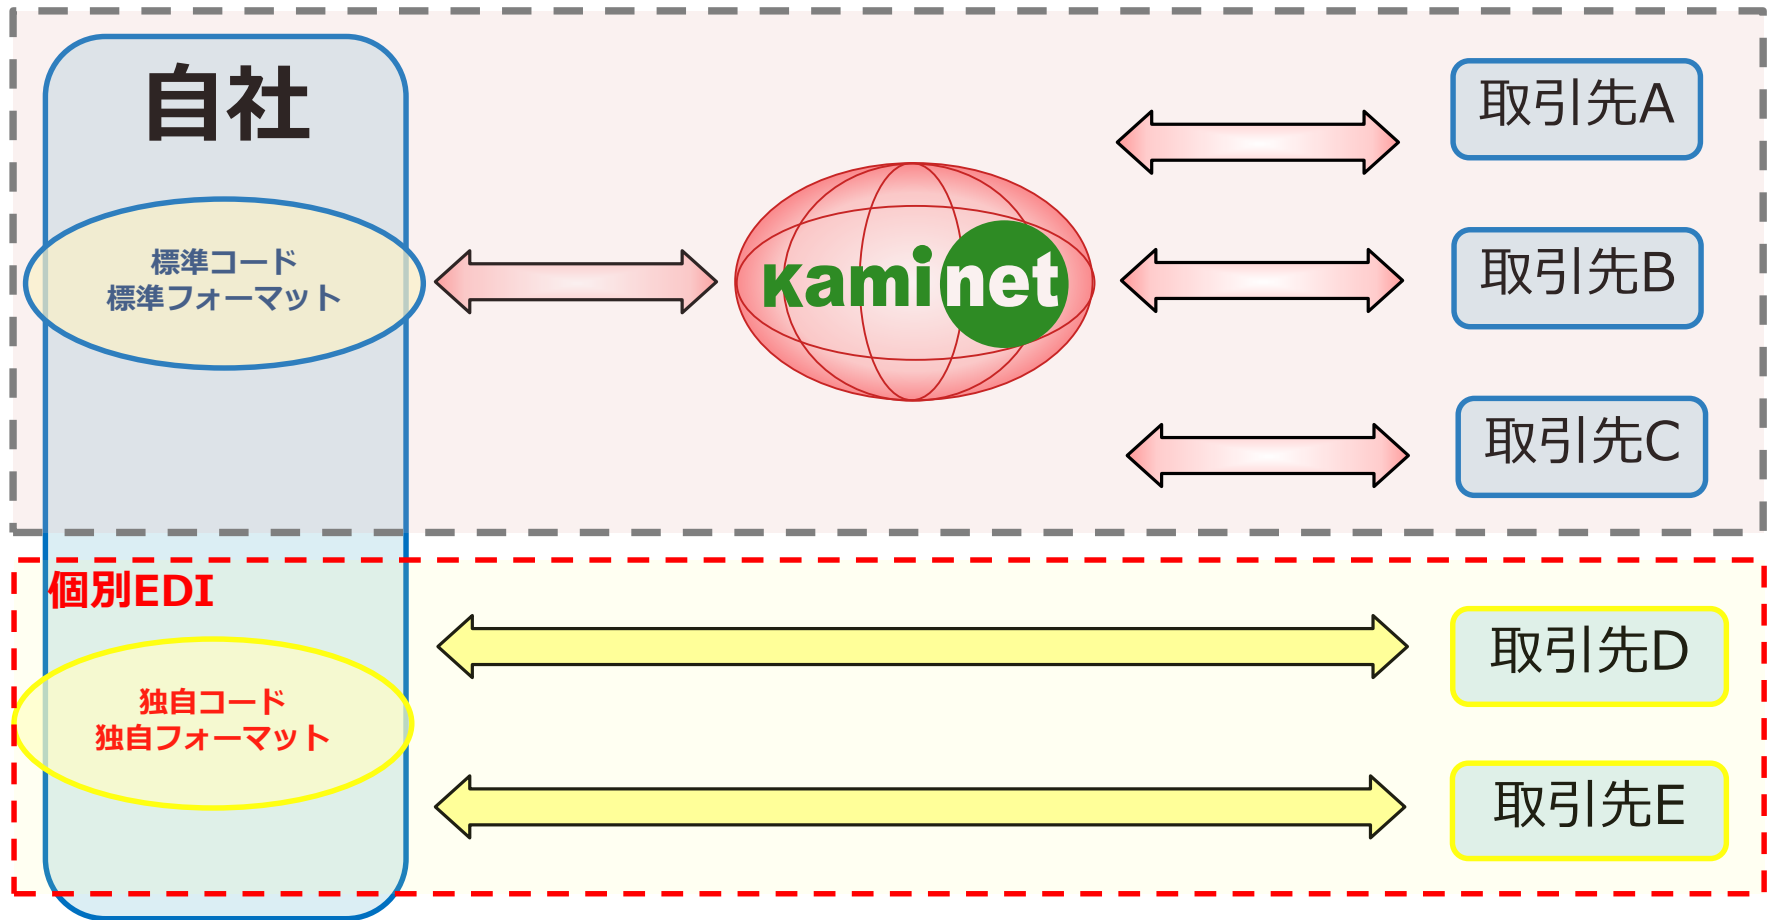 自社
標準コード
標準フォーマット
kaminet
取引先A
取引先B
取引先C
個別EDI
独自コード
独自フォーマット
取引先D
取引先E